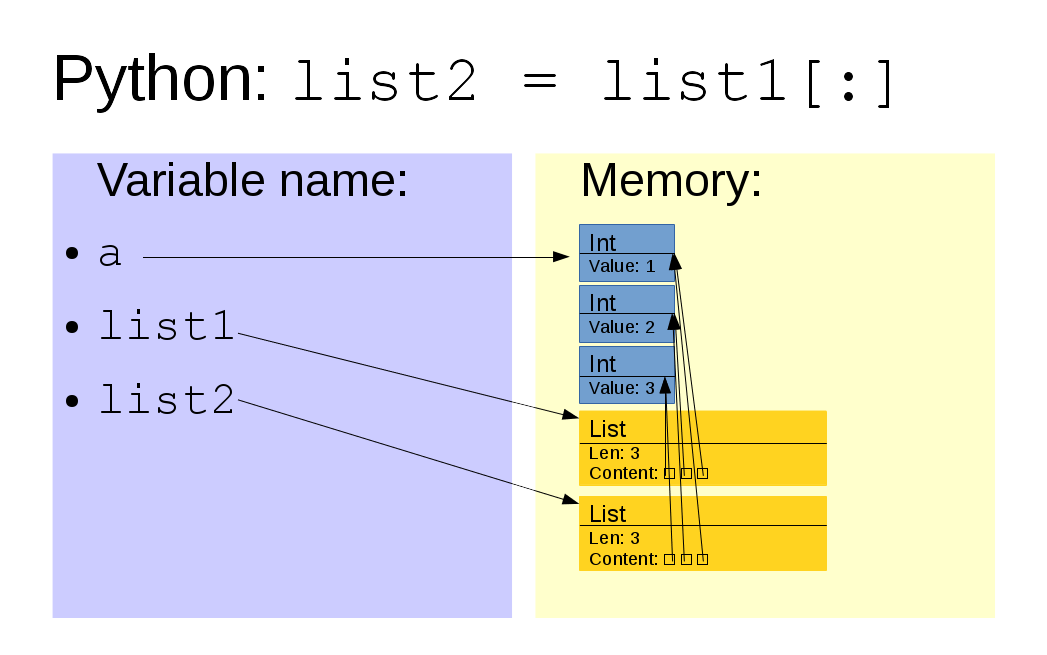 Python: list2 = list1[:]
Variable name:
• a
• list1
• list2
Memory:
Int
Value: 1
Int
Value: 2
Int
Value: 3
List
Len: 3
Content:
List
Len: 3
Content: